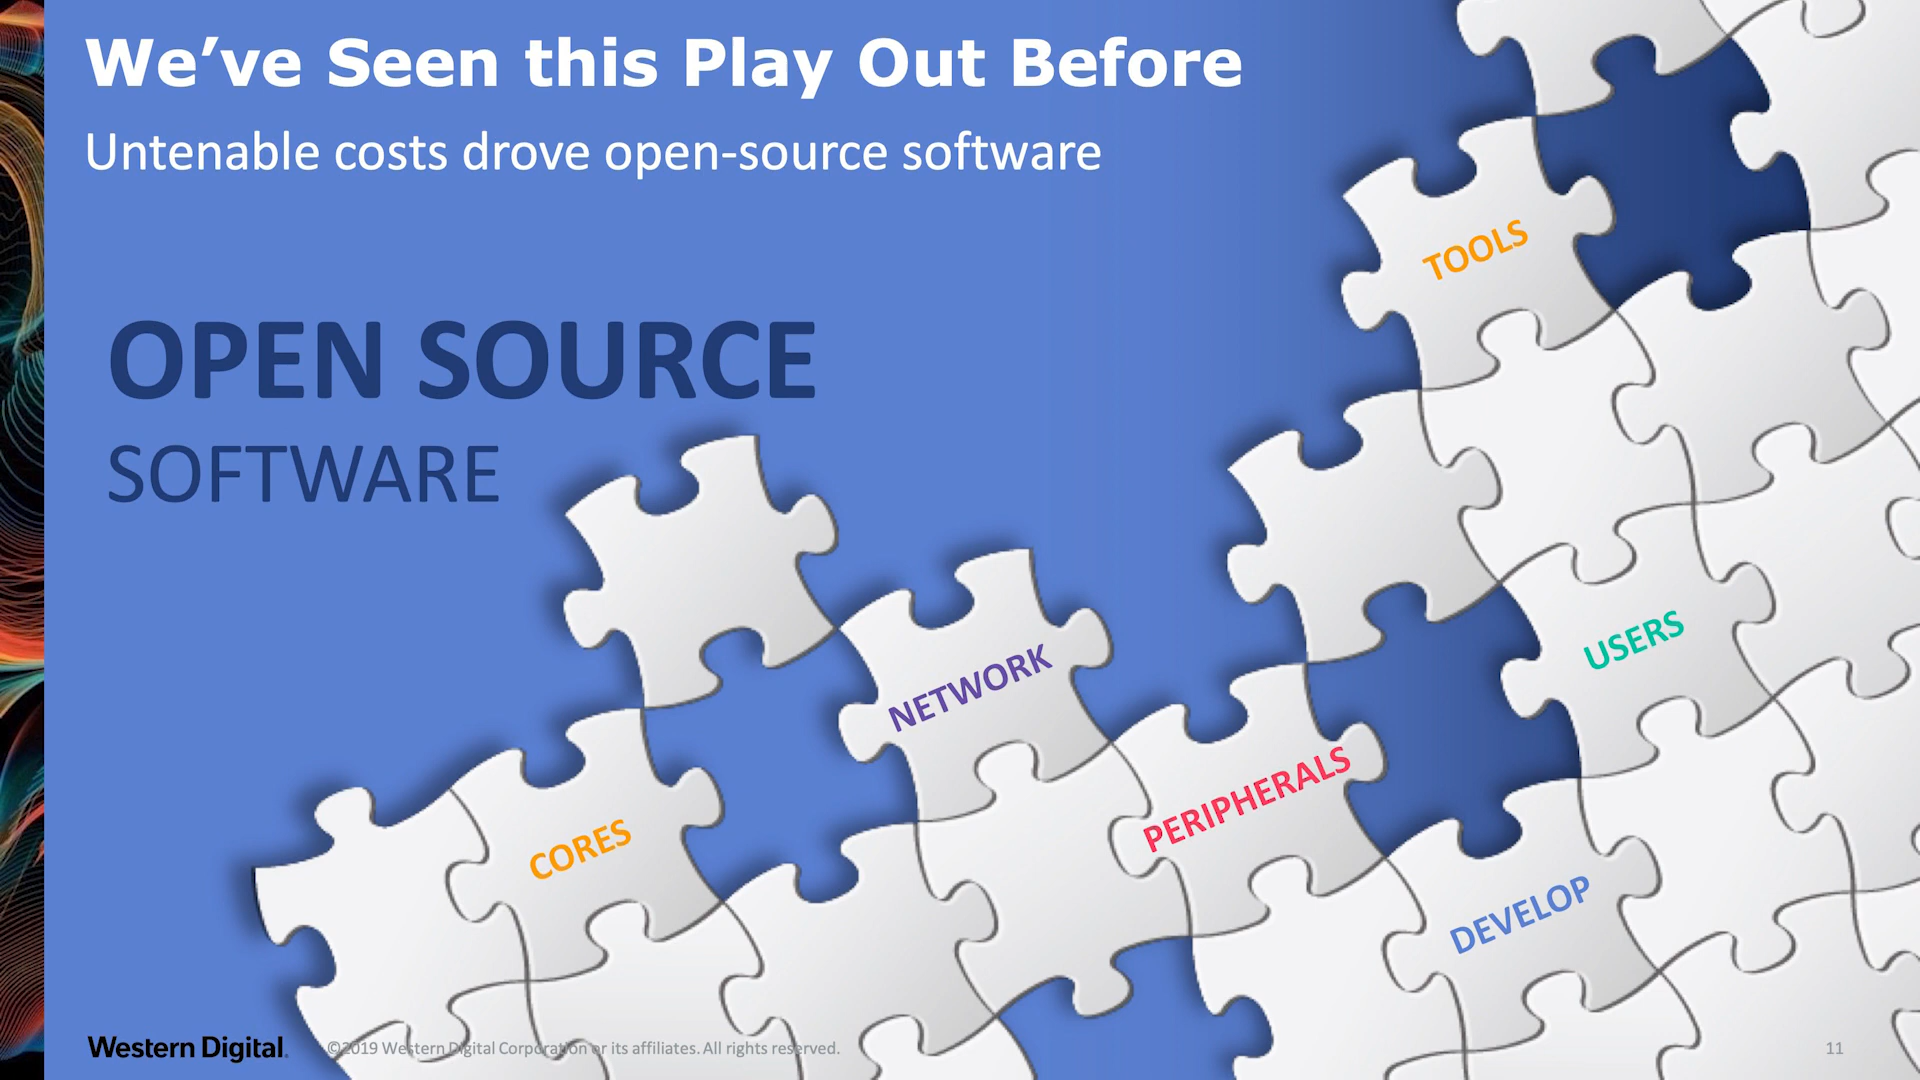 We’ve Seen this Play Out Before
Untenable costs drove open-source software
OPEN SOURCE
SOFTWARE
TOOLS
USERS
NETWORK
PERIPHERALS
CORES
DEVELOP
Western Digital.
©2019 Western Digital Corporation or its affiliates. All rights reserved.
11